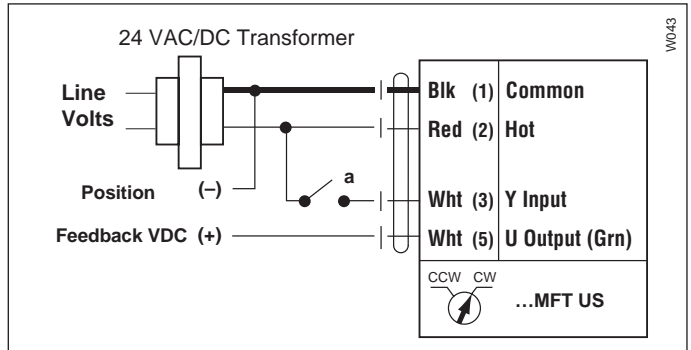 W043
24 VAC/DC Transformer
Line
Volts
Blk (1) Common
Red (2) Hot
a
Position (–)
Wht (3) Y Input
Feedback VDC (+)
Wht (5) U Output (Grn)
CCW CW
...MFT US